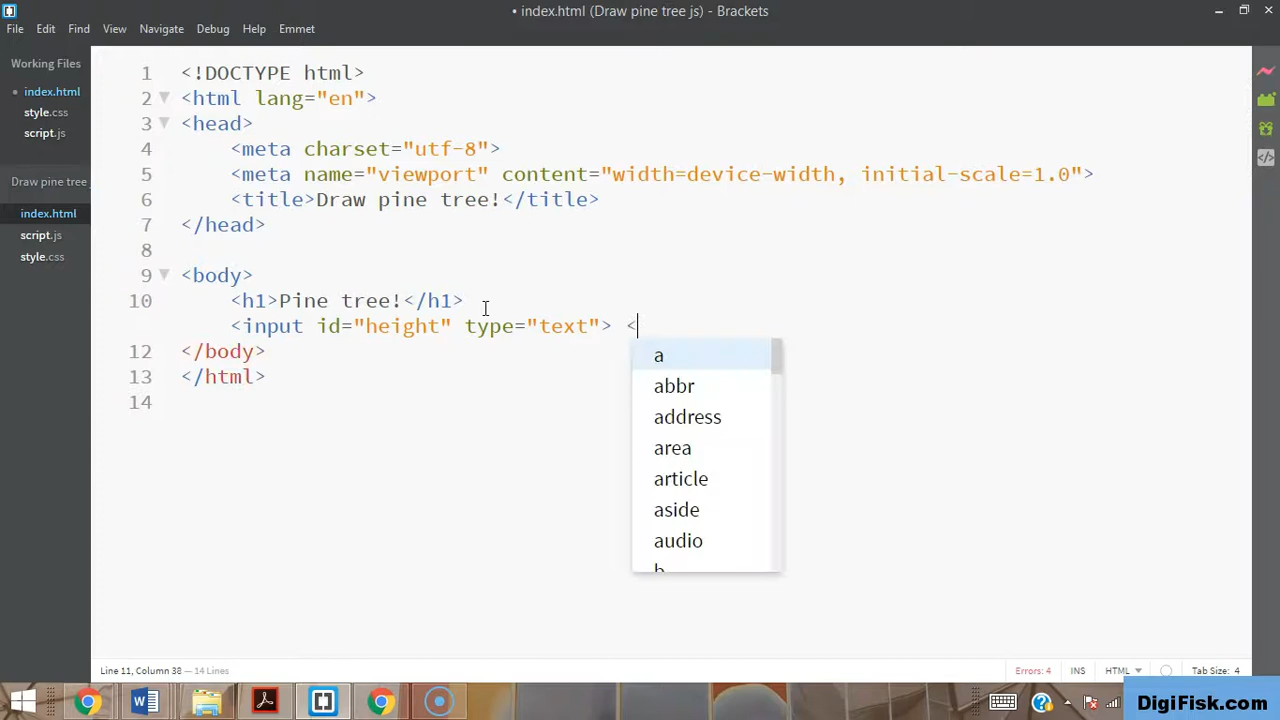 • index.html (Draw pine tree js) - Brackets
File Edit Find View Navigate Debug Help Emmet
Working Files
• index.html
style.css
script.js
Draw pine tree
index.html
script.js
style.css
1 <!DOCTYPE html>
2 <html lang="en">
3 <head>
4 <meta charset="utf-8">
5 <meta name="viewport" content="width=device-width, initial-scale=1.0">
6 <title>Draw pine tree!</title>
7 </head>
8
9 <body>
10 <h1>Pine tree!</h1>
<input id="height" type="text"> <
12 </body>
13 </html>
14
a
abbr
address
area
article
aside
audio
b
Line 11, Column 38 — 14 Lines
Errors: 4 INS HTML Tab Size: 4
DigiFisk.com